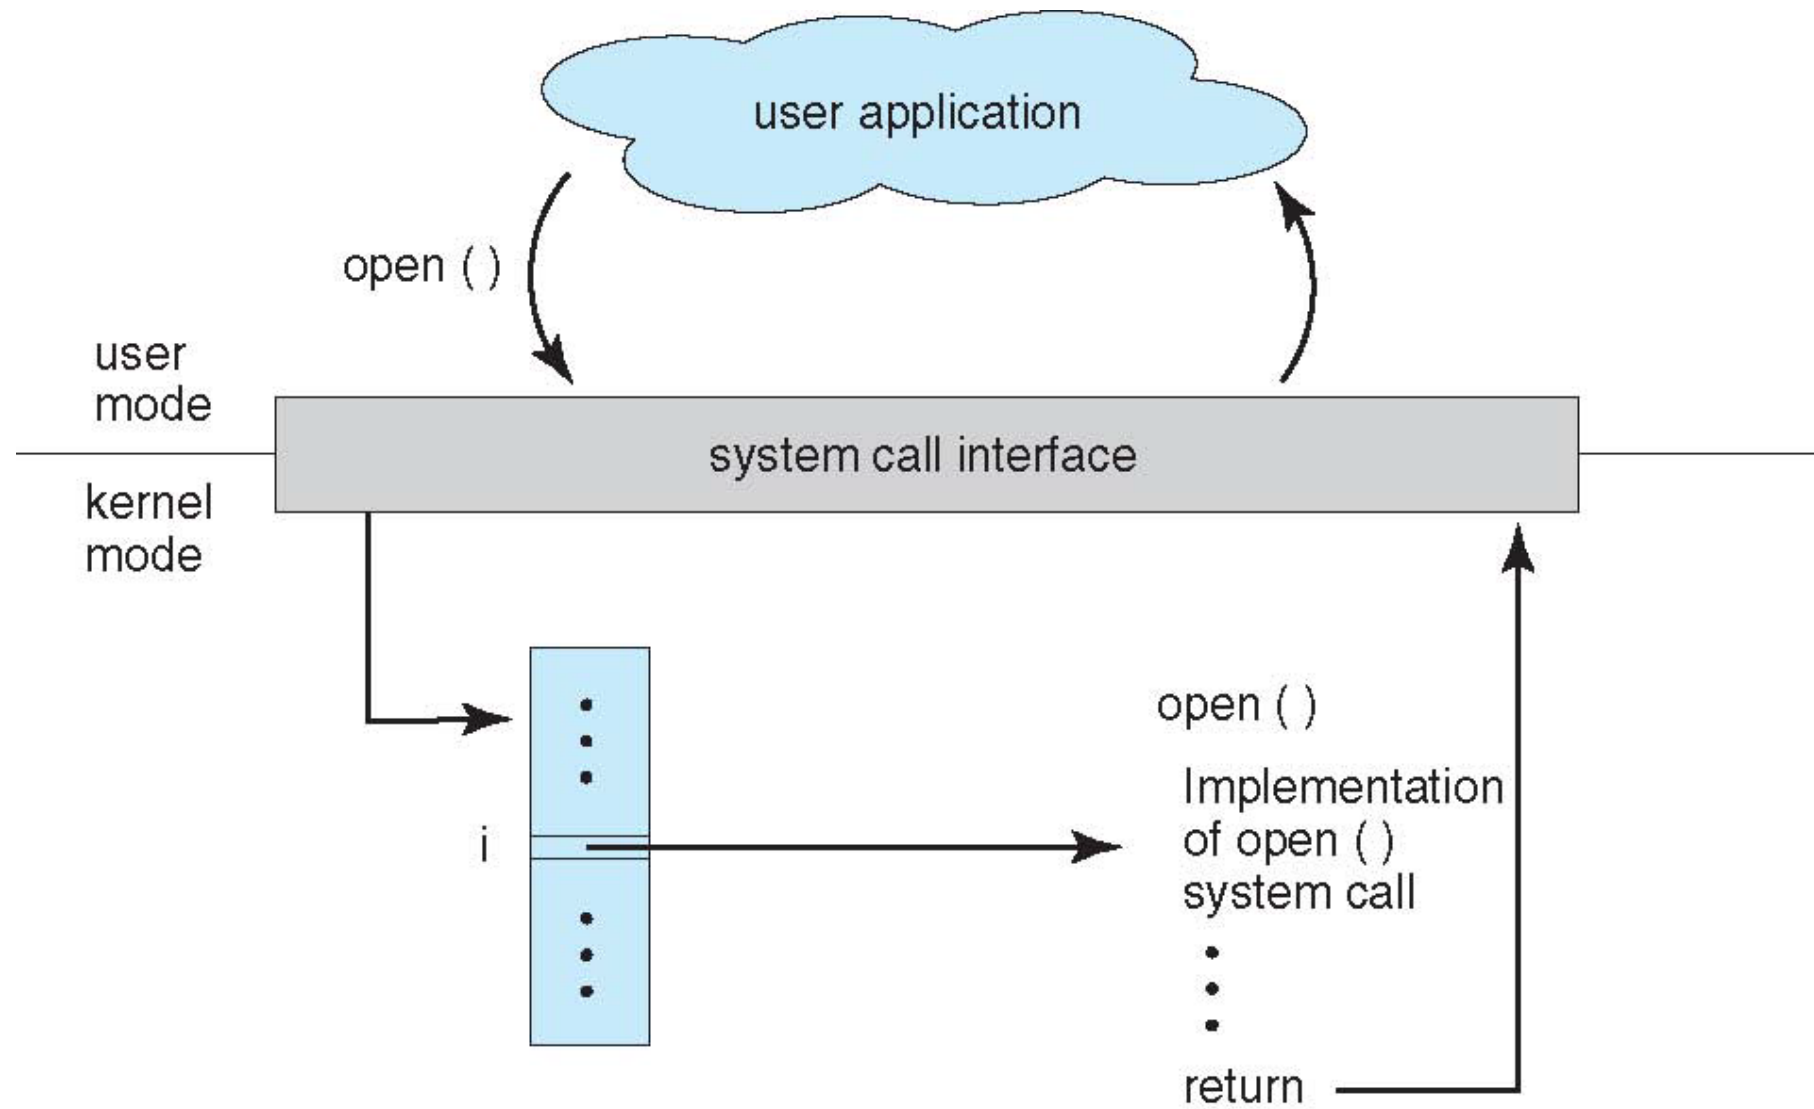 user application
open ( )
user
mode
system call interface
kernel
mode
open ( )
Implementation
of open ( )
system call
i
return